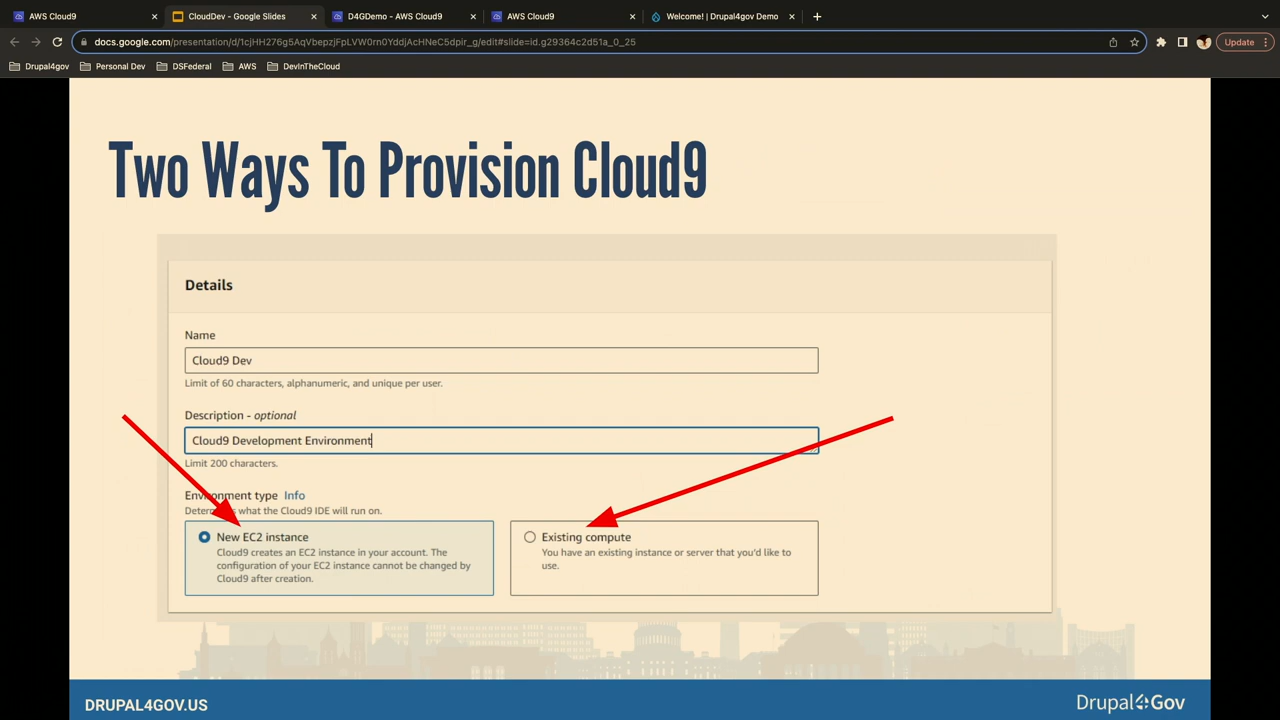 AWS Cloud9
CloudDev - Google Slides
D4GDemo - AWS Cloud9
AWS Cloud9
Welcome! | Drupal4gov Demo
docs.google.com/presentation/d/1cjHH276g5AqVbepzjFpLVW0rn0YddjAcHNeC5dpir_g/edit#slide=id.g29364c2d51a_0_25
Update
Drupal4gov
Personal Dev
DSFederal
AWS
DevInTheCloud
Two Ways To Provision Cloud9
Details
Name
Cloud9 Dev
Limit of 60 characters, alphanumeric, and unique per user.
Description - optional
Cloud9 Development Environment
Limit 200 characters.
Environment type Info
what the Cloud9 IDE will run on.
New EC2 instance
Cloud9 creates an EC2 instance in your account. The
configuration of your EC2 instance cannot be changed by
Cloud9 after creation.
Existing compute
You have an existing instance or server that you'd like to
use.
DRUPAL4GOV.US
Drupal4Gov